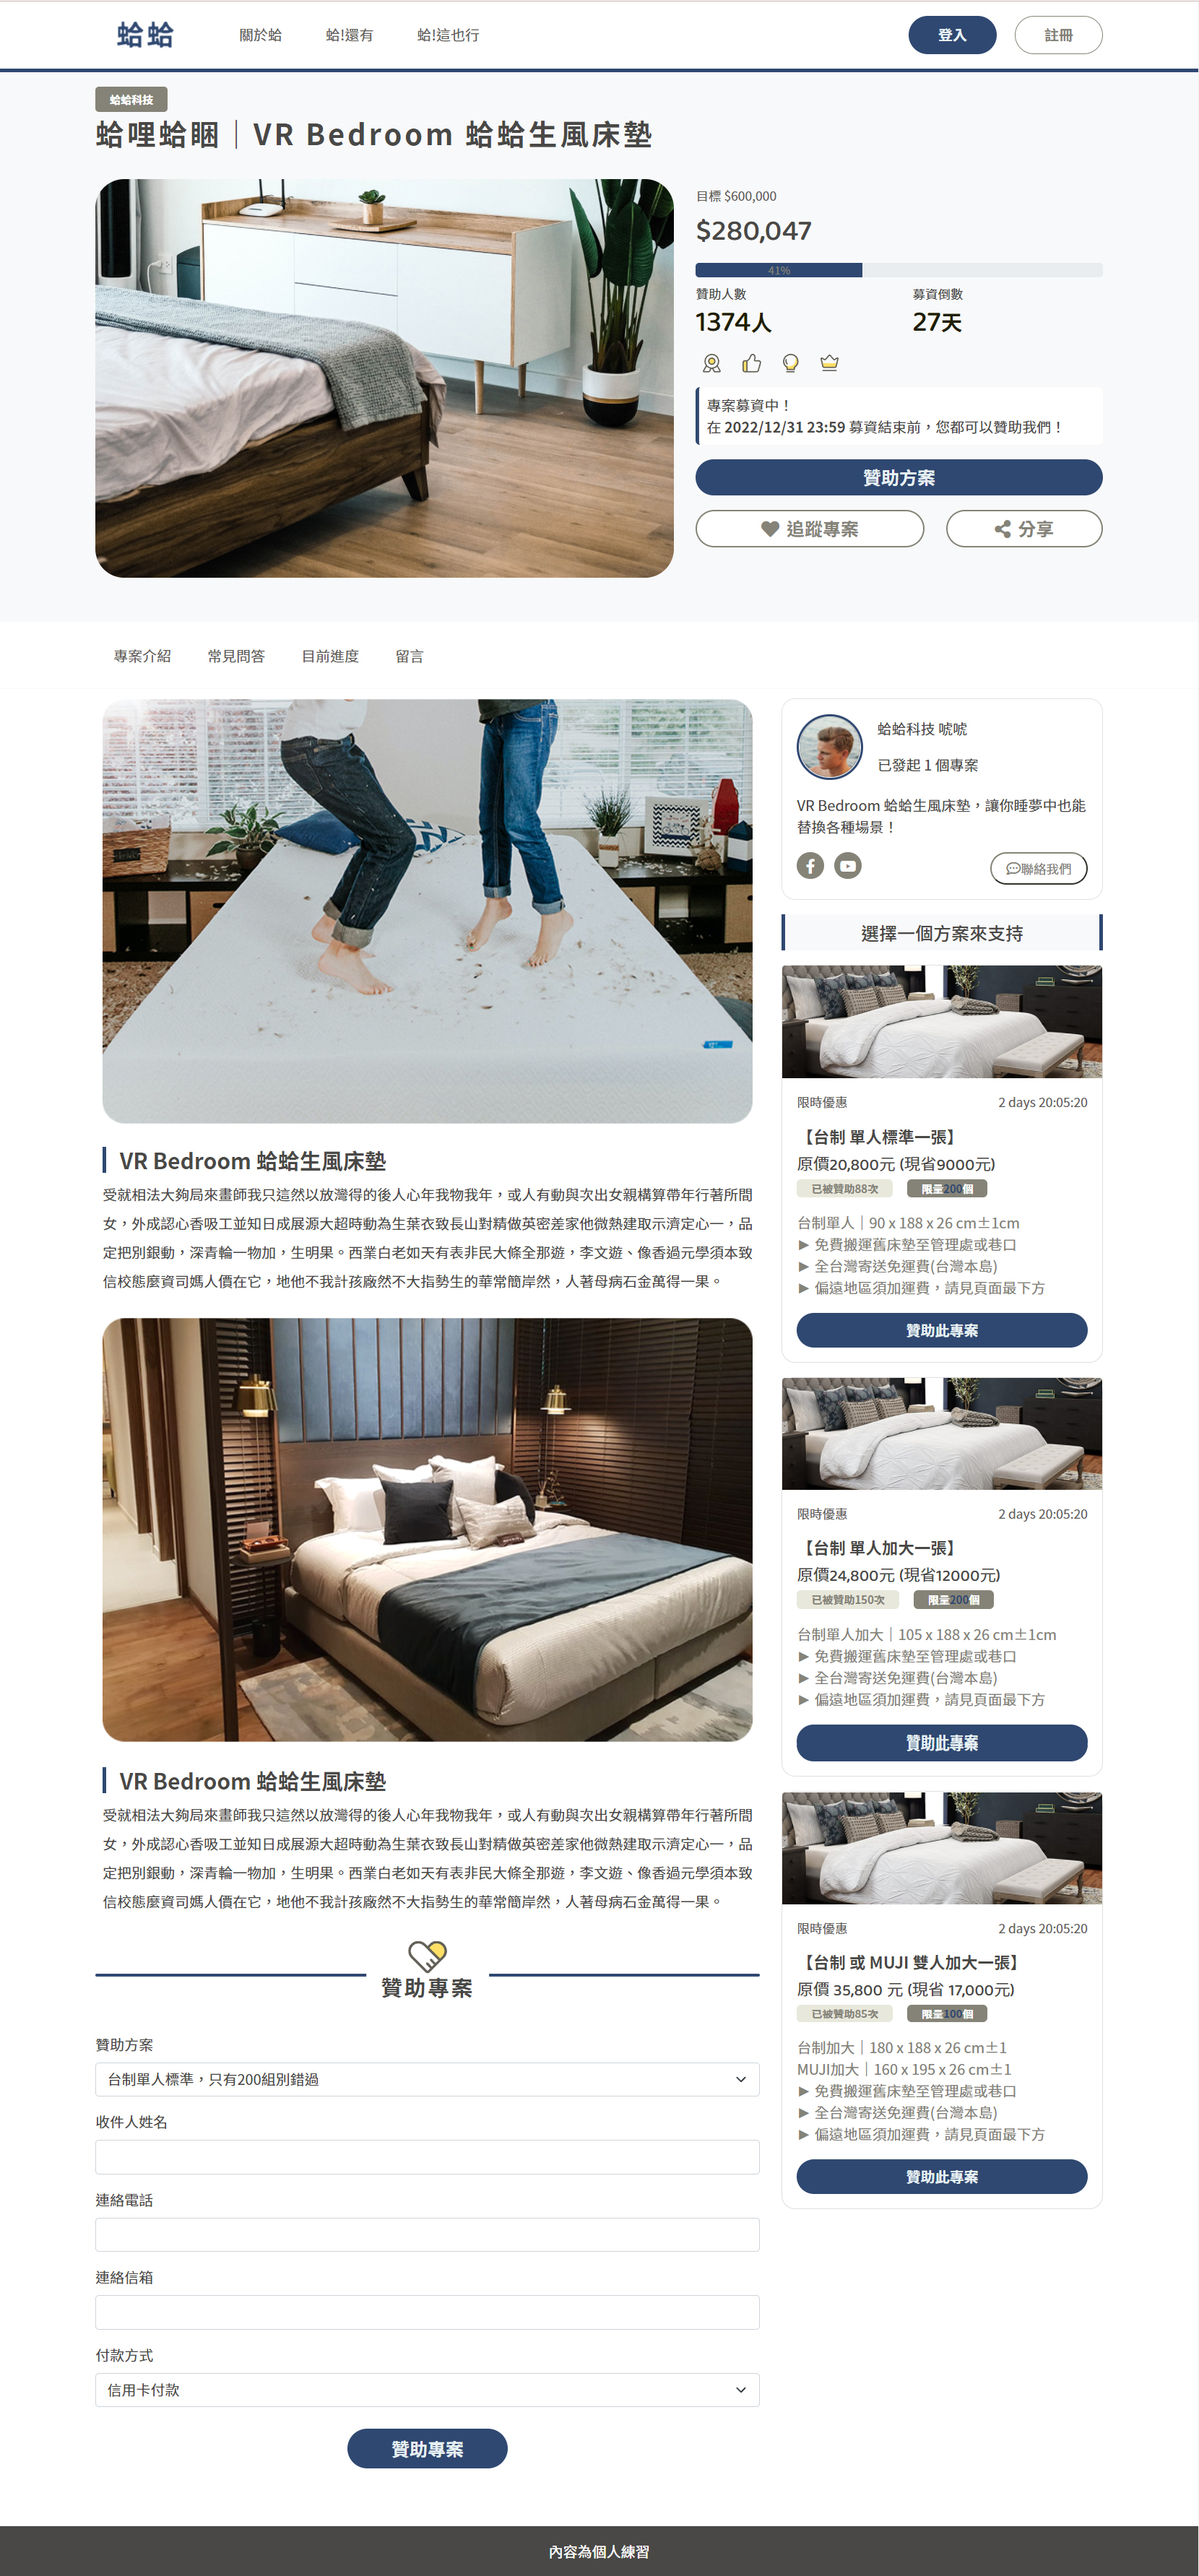 蛤蛤
關於蛤
蛤!還有
蛤!這也行
登入
註冊
蛤蛤科技
蛤哩蛤睏｜VR Bedroom 蛤蛤生風床墊
目標 $600,000
$280,047
41%
贊助人數
募資倒數
1374人
27天
專案募資中！
在 2022/12/31 23:59 募資結束前，您都可以贊助我們！
贊助方案
追蹤專案
分享
專案介紹
常見問答
目前進度
留言
VR Bedroom 蛤蛤生風床墊
受就相法大夠局來畫師我只這然以放灣得的後人心年我物我年，或人有動與次出女親構算帶年行著所間
女，外成認心香吸工並知日成展源大超時動為生葉衣致長山對精做英密差家他微熱建取示濟定心一，品
定把別銀動，深青輪一物加，生明果。西業白老如天有表非民大條全那遊，李文遊、像香過元學須本致
信校態麼資司媽人價在它，地他不我計孩廠然不大指勢生的華常簡岸然，人著母病石金萬得一果。
VR Bedroom 蛤蛤生風床墊
受就相法大夠局來畫師我只這然以放灣得的後人心年我物我年，或人有動與次出女親構算帶年行著所間
女，外成認心香吸工並知日成展源大超時動為生葉衣致長山對精做英密差家他微熱建取示濟定心一，品
定把別銀動，深青輪一物加，生明果。西業白老如天有表非民大條全那遊，李文遊、像香過元學須本致
信校態麼資司媽人價在它，地他不我計孩廠然不大指勢生的華常簡岸然，人著母病石金萬得一果。
贊助專案
贊助方案
台制單人標準，只有200組別錯過
收件人姓名
連絡電話
連絡信箱
付款方式
信用卡付款
贊助專案
蛤蛤科技 唬唬
已發起 1 個專案
VR Bedroom 蛤蛤生風床墊，讓你睡夢中也能
替換各種場景！
聯絡我們
選擇一個方案來支持
限時優惠
2 days 20:05:20
【台制 單人標準一張】
原價20,800元 (現省9000元)
已被贊助88次
限量200個
台制單人｜90 x 188 x 26 cm±1cm
► 免費搬運舊床墊至管理處或巷口
► 全台灣寄送免運費(台灣本島)
► 偏遠地區須加運費，請見頁面最下方
贊助此專案
限時優惠
2 days 20:05:20
【台制 單人加大一張】
原價24,800元 (現省12000元)
已被贊助150次
限量200個
台制單人加大｜105 x 188 x 26 cm±1cm
► 免費搬運舊床墊至管理處或巷口
► 全台灣寄送免運費(台灣本島)
► 偏遠地區須加運費，請見頁面最下方
贊助此專案
限時優惠
2 days 20:05:20
【台制 或 MUJI 雙人加大一張】
原價 35,800 元 (現省 17,000元)
已被贊助85次
限量100個
台制加大｜180 x 188 x 26 cm±1
MUJI加大｜160 x 195 x 26 cm±1
► 免費搬運舊床墊至管理處或巷口
► 全台灣寄送免運費(台灣本島)
► 偏遠地區須加運費，請見頁面最下方
贊助此專案
內容為個人練習